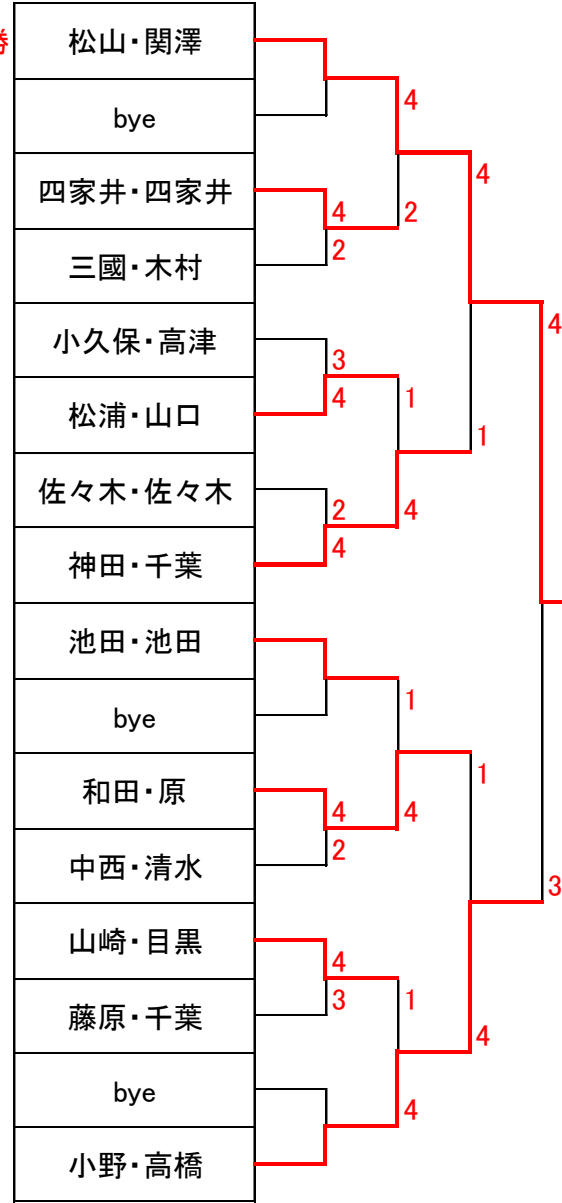 勝
松山・関澤
bye
四家井・四家井
三國・木村
小久保・高津
松浦・山口
佐々木・佐々木
神田・千葉
池田・池田
bye
和田・原
中西・清水
山崎・目黒
藤原・千葉
bye
小野・高橋
4
2
3
4
2
4
4
2
4
3
4
2
1
4
1
4
1
4
4
1
1
4
4
3